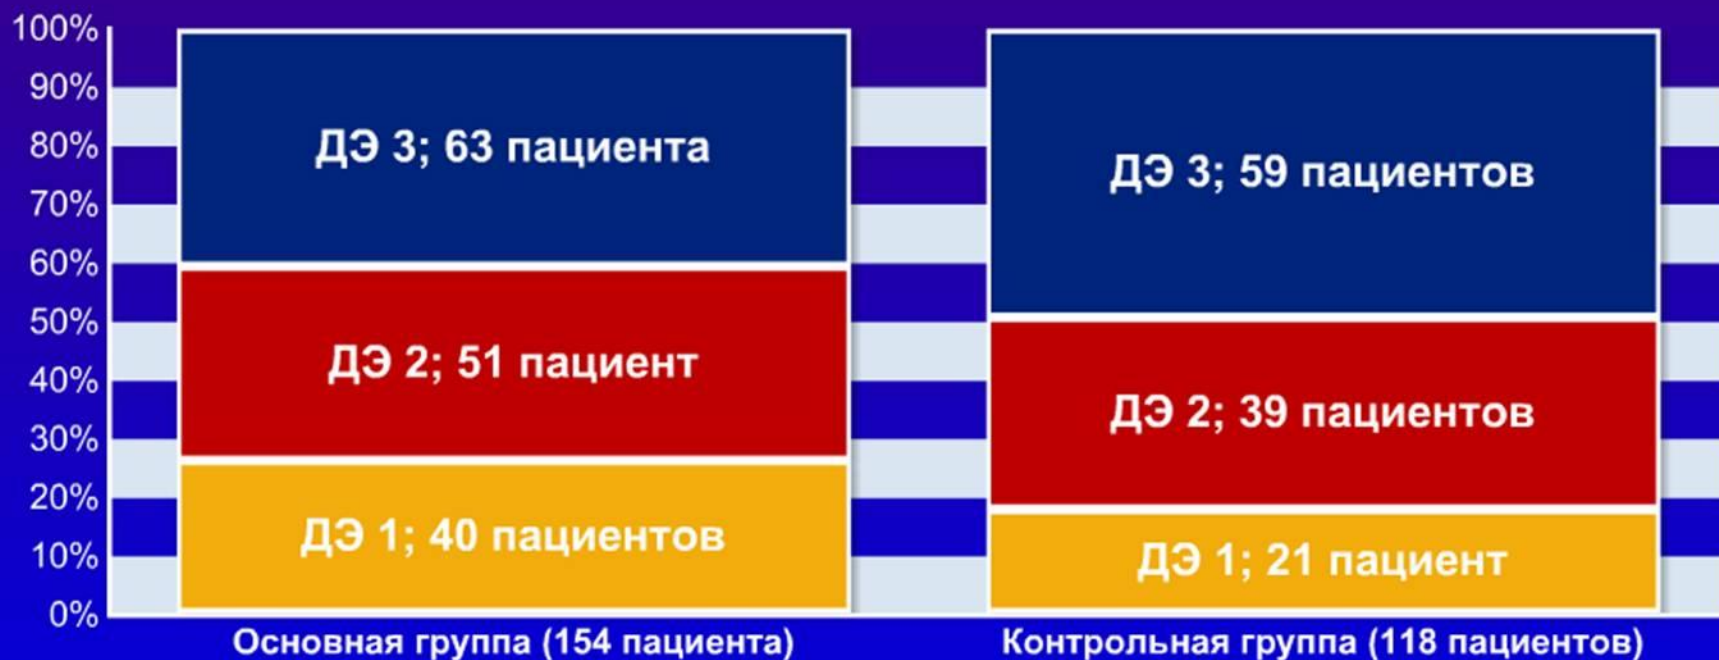 100%
90%
80%
70%
60%
50%
40%
30%
20%
10%
0%
ДЭ 3; 63 пациента
ДЭ 2; 51 пациент
ДЭ 1; 40 пациентов
ДЭ 3; 59 пациентов
ДЭ 2; 39 пациентов
ДЭ 1; 21 пациент
Основная группа (154 пациента)
Контрольная группа (118 пациентов)